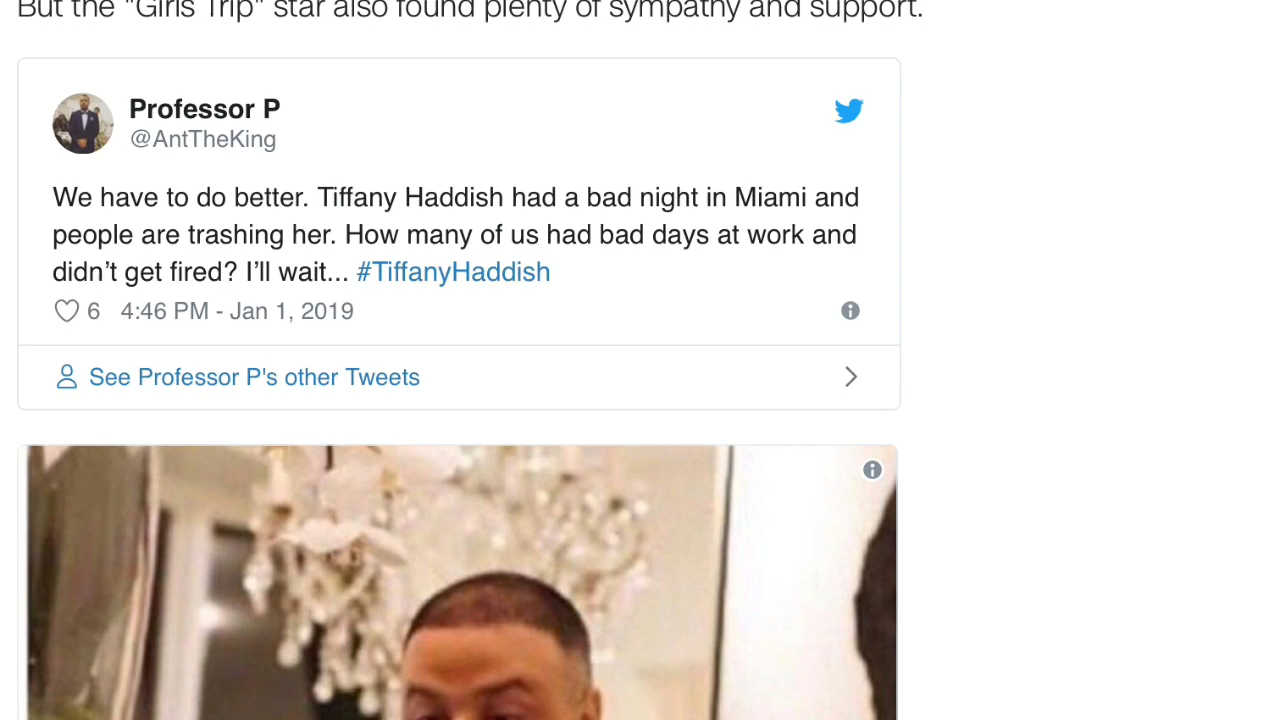 But the "Girls Trip" star also found plenty of sympathy and support.
Professor P
@AntTheKing
We have to do better. Tiffany Haddish had a bad night in Miami and
people are trashing her. How many of us had bad days at work and
didn’t get fired? I’ll wait... #TiffanyHaddish
6 4:46 PM - Jan 1, 2019
See Professor P's other Tweets